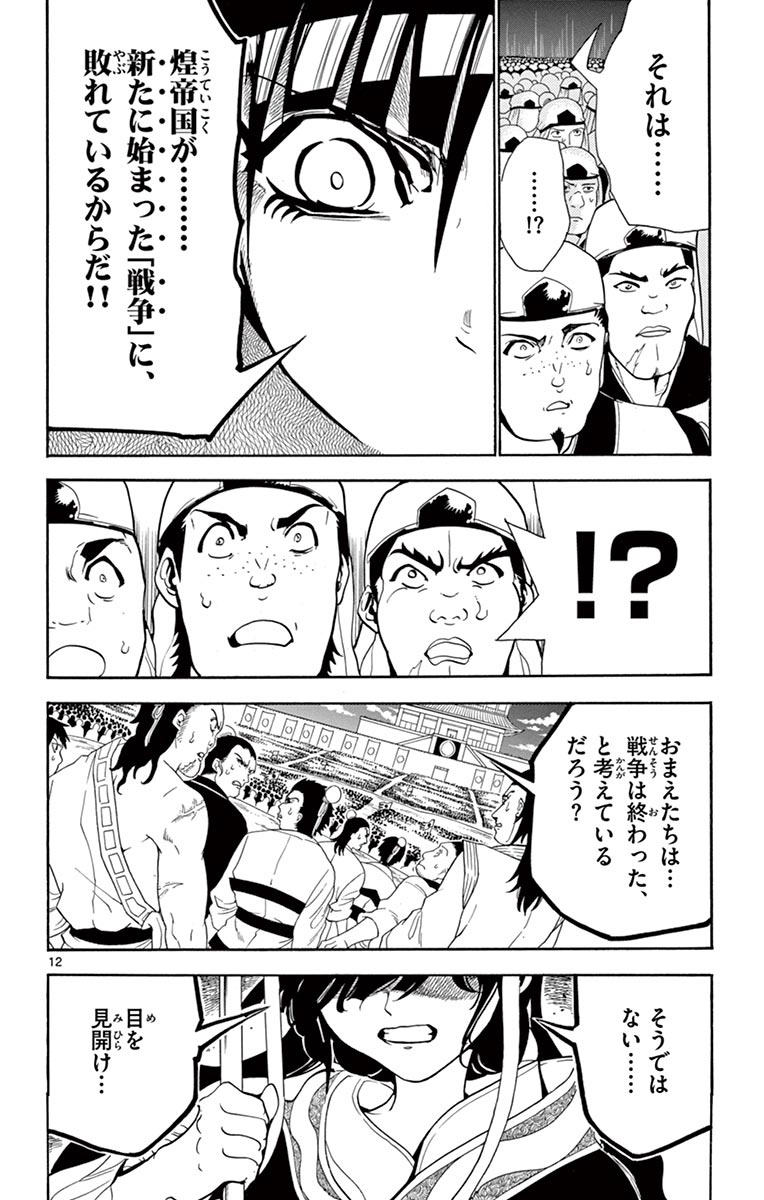 それは……
……
!?
煌帝国が………
新たに始まった「戦争」に、
敗れているからだ!!
!?
おまえたちは…
戦争は終わった、
と考えている
だろう?
そうでは
ない……
目を
見開け…
12